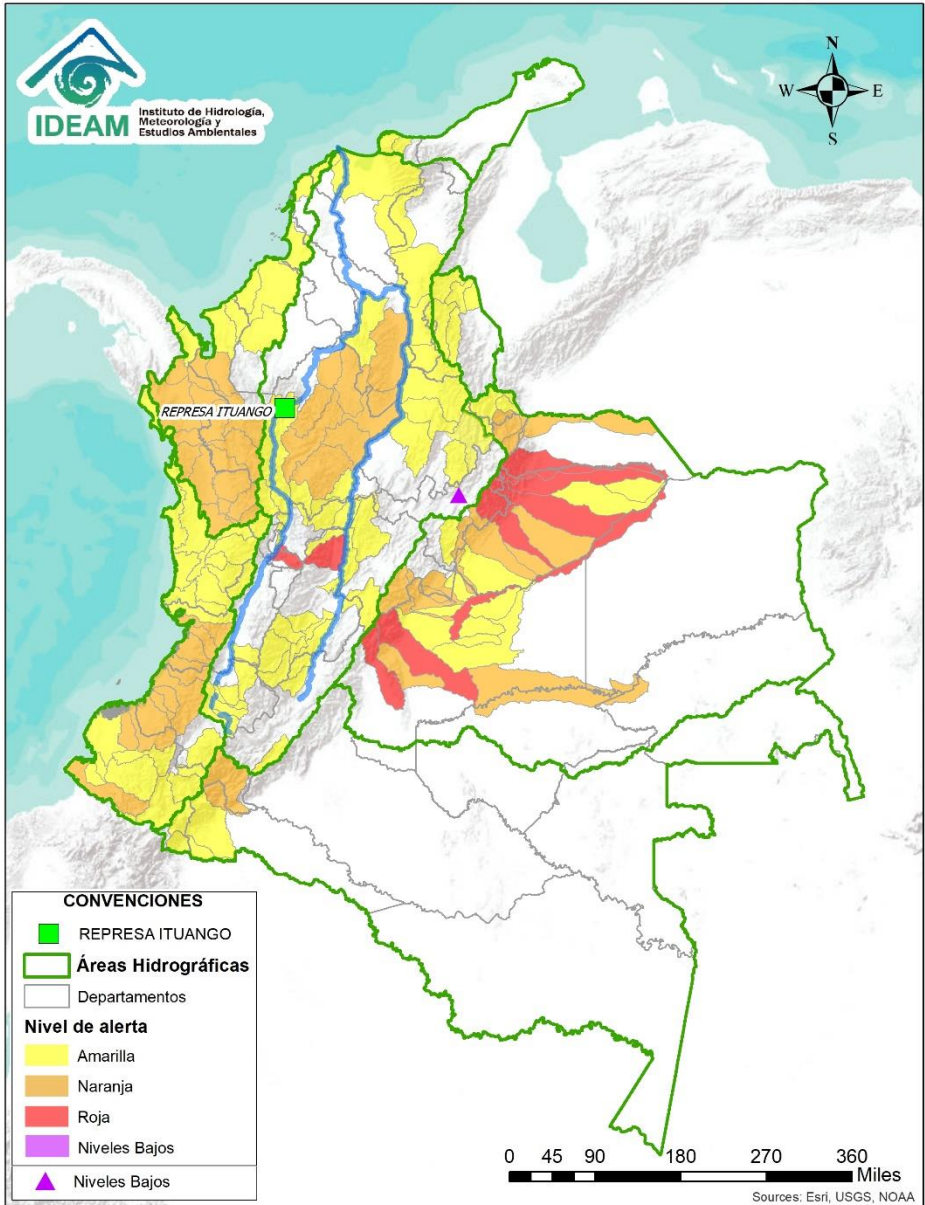 IDEAM
Instituto de Hidrología,
Meteorología y
Estudios Ambientales
N
W
E
S
REPRESA ITUANGO
CONVENCIONES
REPRESA ITUANGO
Áreas Hidrográficas
Departamentos
Nivel de alerta
Amarilla
Naranja
Roja
Niveles Bajos
Niveles Bajos
0 45 90 180 270 360
Miles
Sources: Esri, USGS, NOAA